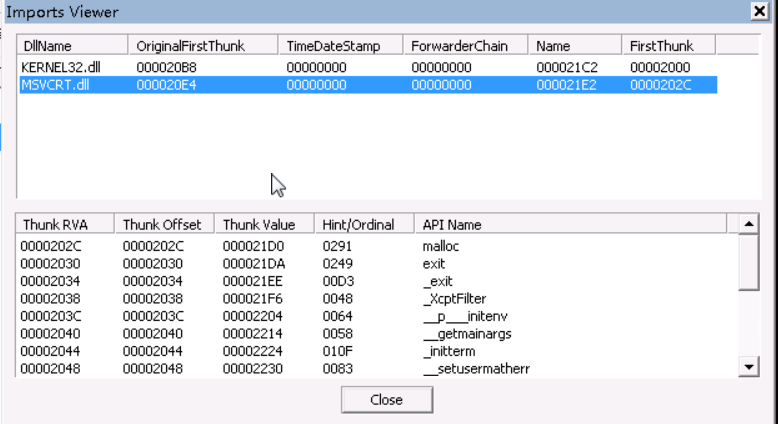 Imports Viewer
DllName OriginalFirstThunk TimeDateStamp ForwarderChain Name FirstThunk
KERNEL32.dll 000020B8 00000000 00000000 000021C2 00002000
MSVCRT.dll 000020E4 00000000 00000000 000021E2 0000202C
Thunk RVA Thunk Offset Thunk Value Hint/Ordinal API Name
0000202C 0000202C 000021D0 0291 malloc
00002030 00002030 000021DA 0249 exit
00002034 00002034 000021EE 00D3 _exit
00002038 00002038 000021F6 0048 _XcptFilter
0000203C 0000203C 00002204 0064 __p___initenv
00002040 00002040 00002214 0058 __getmainargs
00002044 00002044 00002224 010F _initterm
00002048 00002048 00002230 0083 __setusermatherr
Close